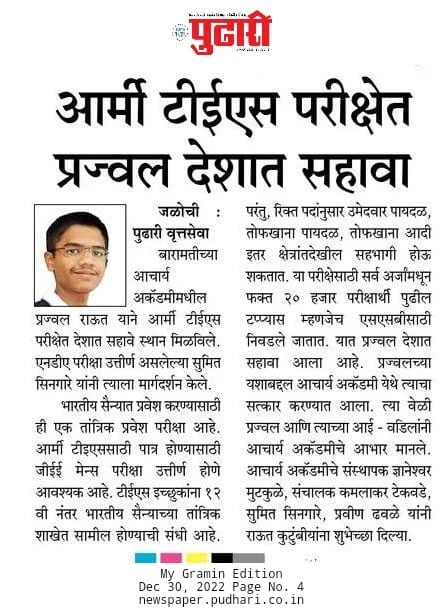 पुढारी
आर्मी टीईएस परीक्षेत
प्रज्वल देशात सहावा
जळोची :
पुढारी वृत्तसेवा
बारामतीच्या
आचार्य
अकॅडमीमधील
प्रज्वल राऊत याने आर्मी टीईएस
परीक्षेत देशात सहावे स्थान मिळविले.
एनडीए परीक्षा उत्तीर्ण असलेल्या सुमित
सिनगारे यांनी त्याला मार्गदर्शन केले.
भारतीय सैन्यात प्रवेश करण्यासाठी
ही एक तांत्रिक प्रवेश परीक्षा आहे.
आर्मी टीइएससाठी पात्र होण्यासाठी
जीईई मेन्स परीक्षा उत्तीर्ण होणे
आवश्यक आहे. टीईएस इच्छुकांना १२
वी नंतर भारतीय सैन्याच्या तांत्रिक
शाखेत सामील होण्याची संधी आहे.
परंतु, रिक्त पदांनुसार उमेदवार पायदळ,
तोफखाना पायदळ, तोफखाना आदी
इतर क्षेत्रांतदेखील सहभागी होऊ
शकतात. या परीक्षेसाठी सर्व अर्जांमधून
फक्त २० हजार परीक्षार्थी पुढील
टप्प्यास म्हणजेच एसएसबीसाठी
निवडले जातात. यात प्रज्वल देशात
सहावा आला आहे. प्रज्वलच्या
यशाबद्दल आचार्य अकॅडमी येथे त्याचा
सत्कार करण्यात आला. त्या वेळी
प्रज्वल आणि त्याच्या आई - वडिलांनी
आचार्य अकॅडमीचे आभार मानले.
आचार्य अकॅडमीचे संस्थापक ज्ञानेश्वर
मुटकुळे, संचालक कमलाकर टेकवडे,
सुमित सिनगारे, प्रवीण ढवळे यांनी
राऊत कुटुंबीयांना शुभेच्छा दिल्या.
My Gramin Edition
Dec 30, 2022 Page No. 4
newspaper.pudhari.co.in